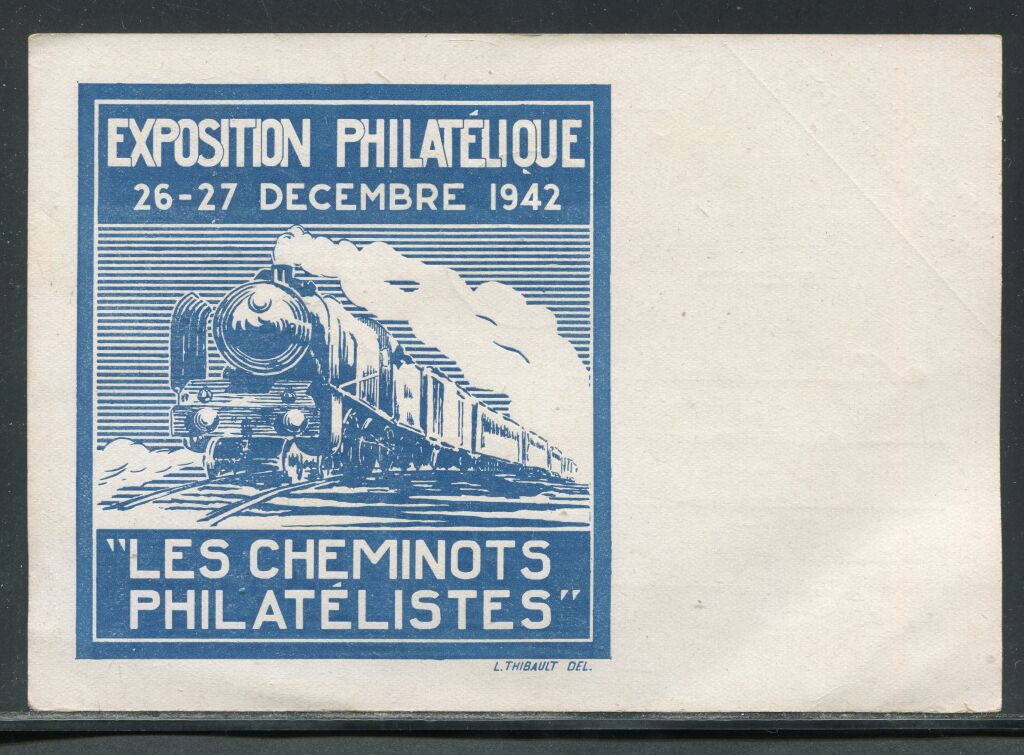 EXPOSITION PHILATÉLIQUE
26-27 DECEMBRE 1942
"LES CHEMINOTS
PHILATÉLISTES"
L.THIBAULT DEL.